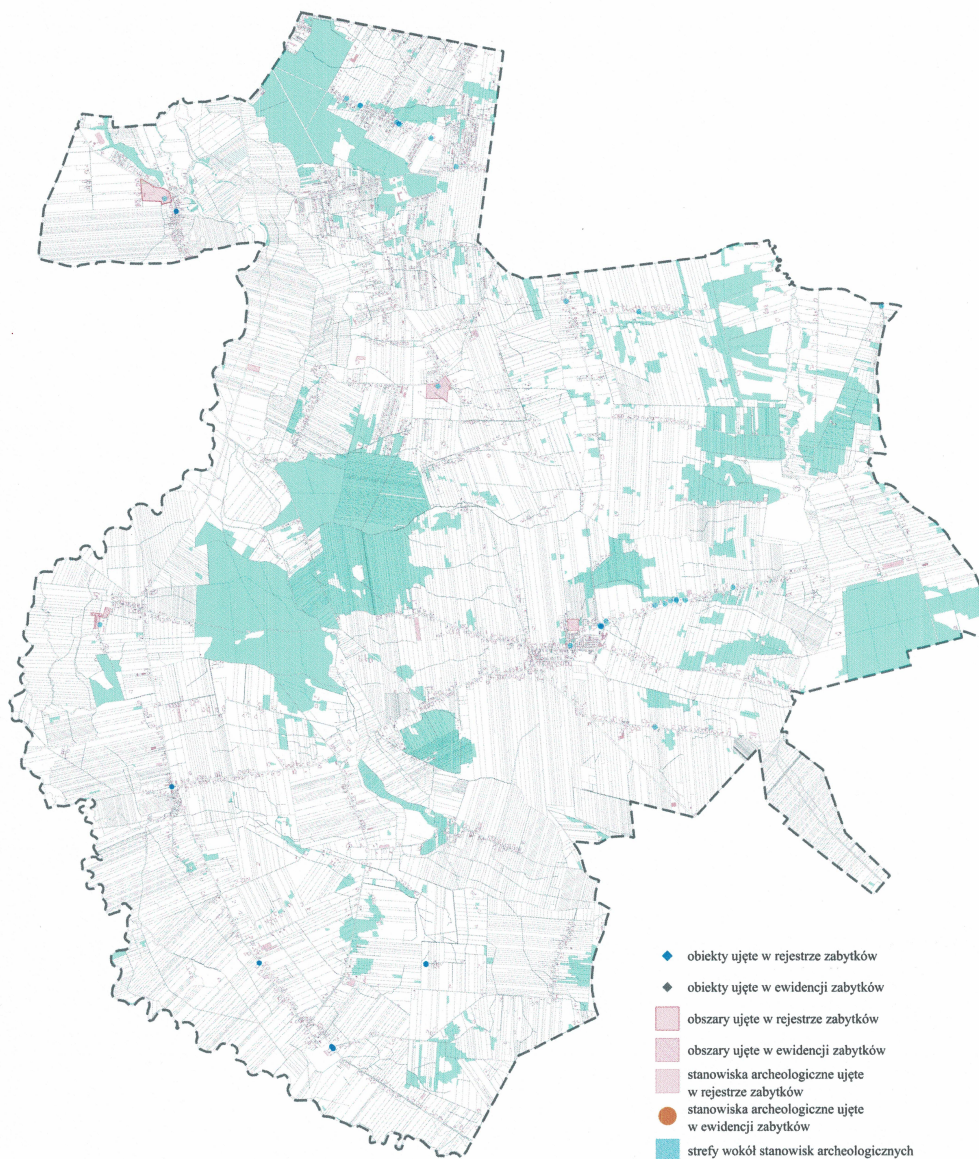 obiekty ujęte w rejestrze zabytków
obiekty ujęte w ewidencji zabytków
obszary ujęte w rejestrze zabytków
obszary ujęte w ewidencji zabytków
stanowiska archeologiczne ujęte
w rejestrze zabytków
stanowiska archeologiczne ujęte
w ewidencji zabytków
strefy wokół stanowisk archeologicznych